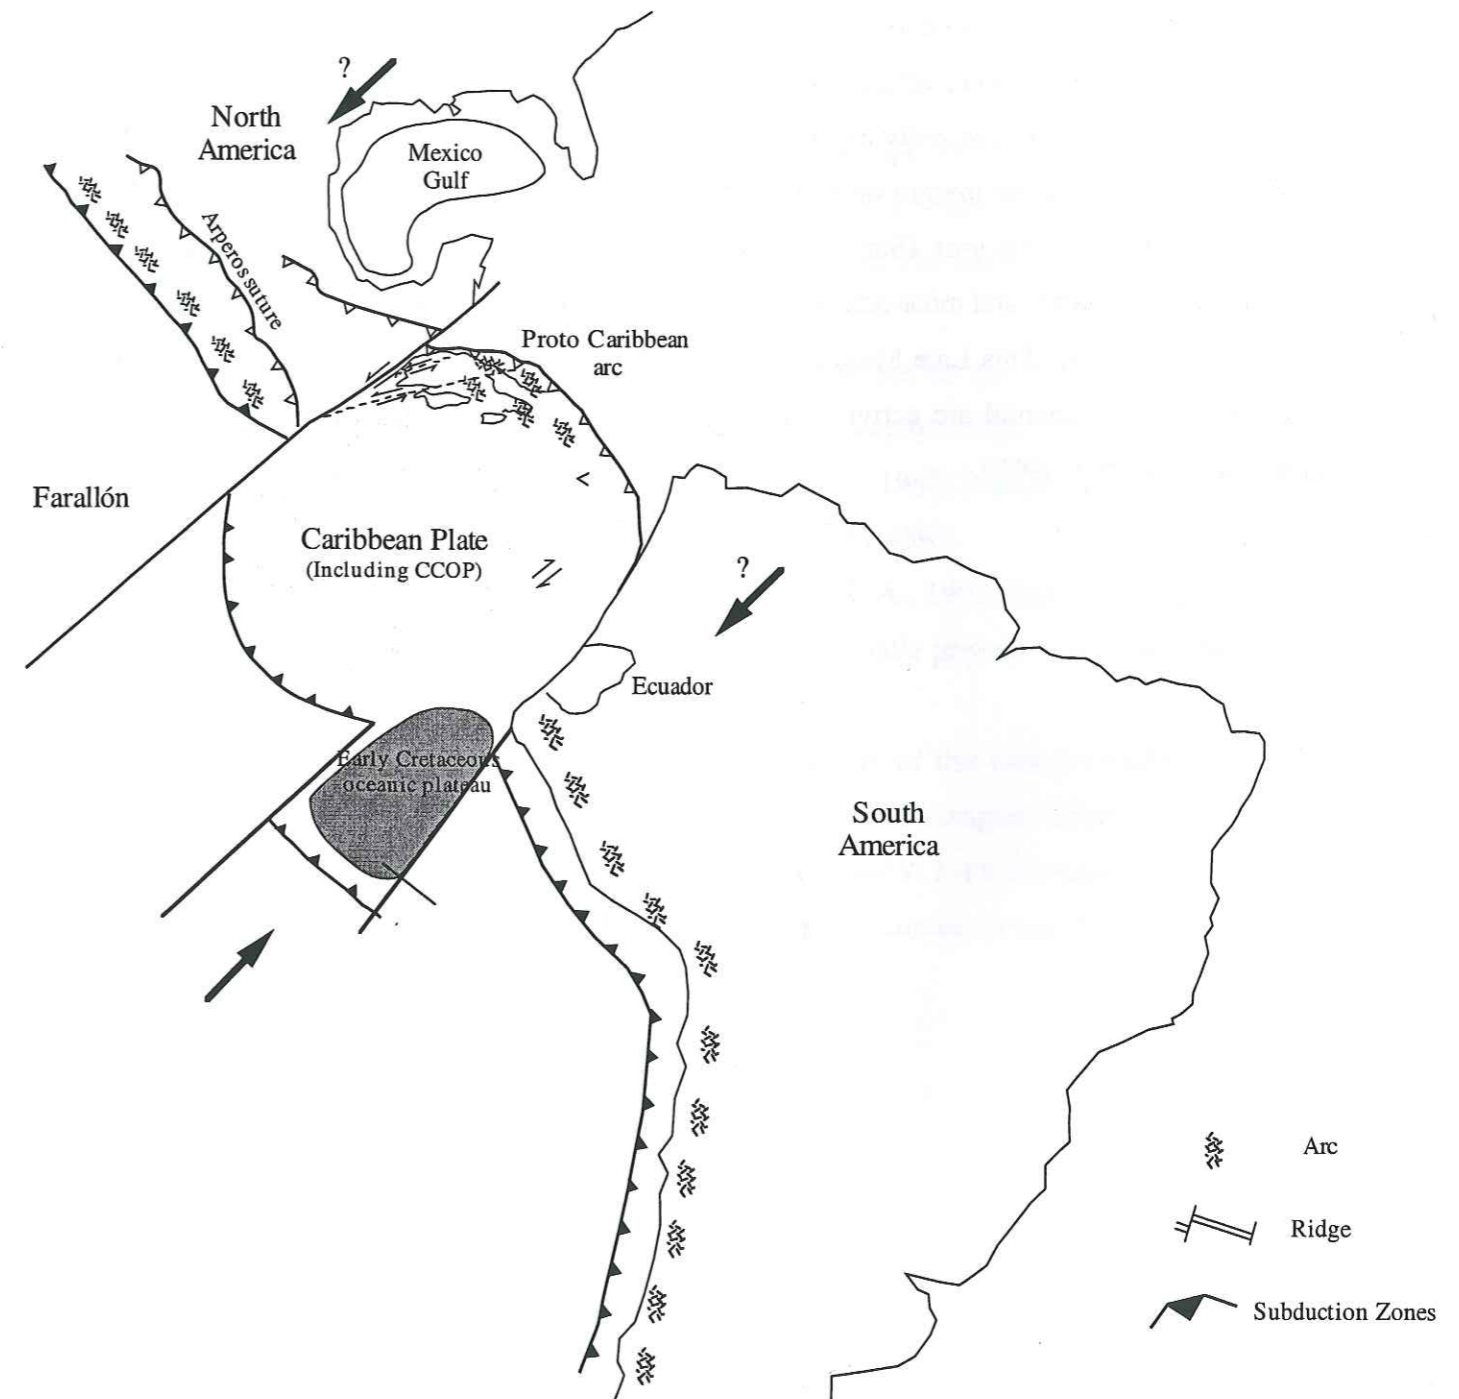 ?
North
America
Mexico
Gulf
Arperos suture
Proto Caribbean
arc
Farallón
Caribbean Plate
(Including CCOP)
?
Ecuador
Early Cretaceous
oceanic plateau
South
America
Arc
Ridge
Subduction Zones